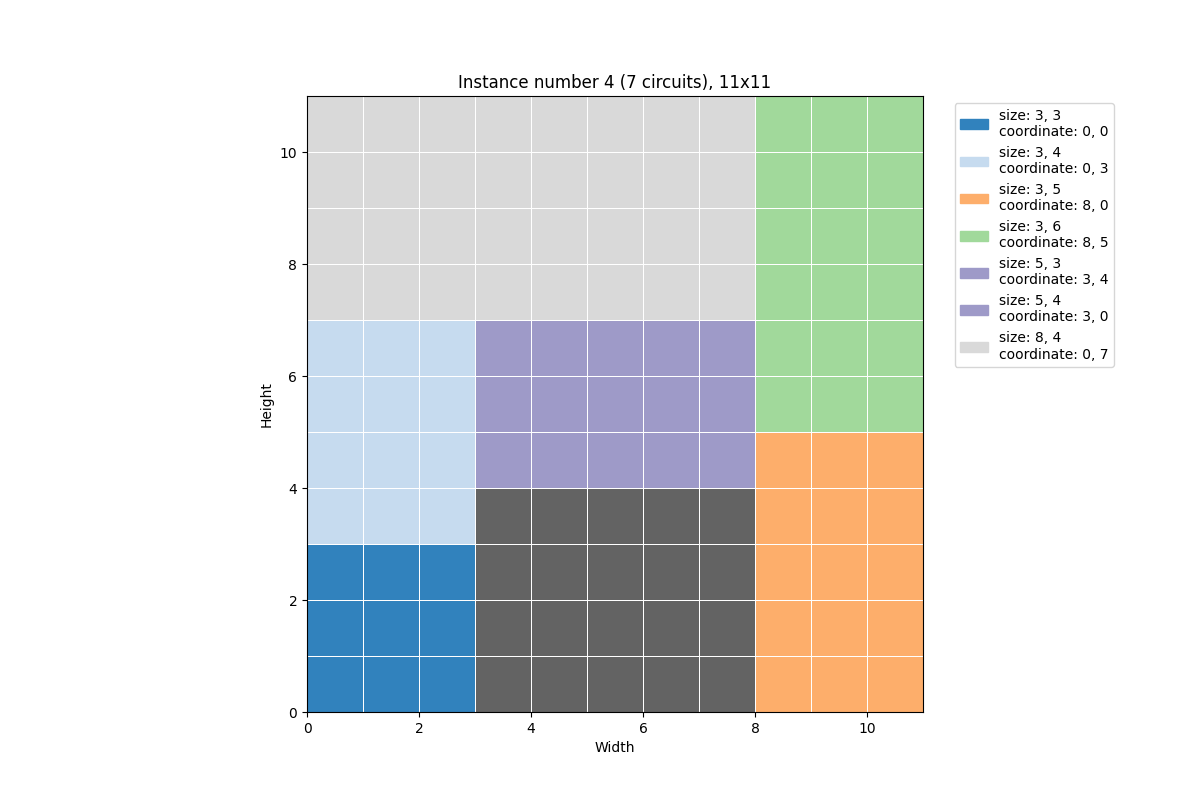 Instance number 4 (7 circuits), 11x11
size: 3, 3
coordinate: 0, 0
size: 3, 4
coordinate: 0, 3
size: 3, 5
coordinate: 8, 0
size: 3, 6
coordinate: 8, 5
size: 5, 3
coordinate: 3, 4
size: 5, 4
coordinate: 3, 0
size: 8, 4
coordinate: 0, 7
10
8
6
4
2
0
Height
0 2 4 6 8 10
Width